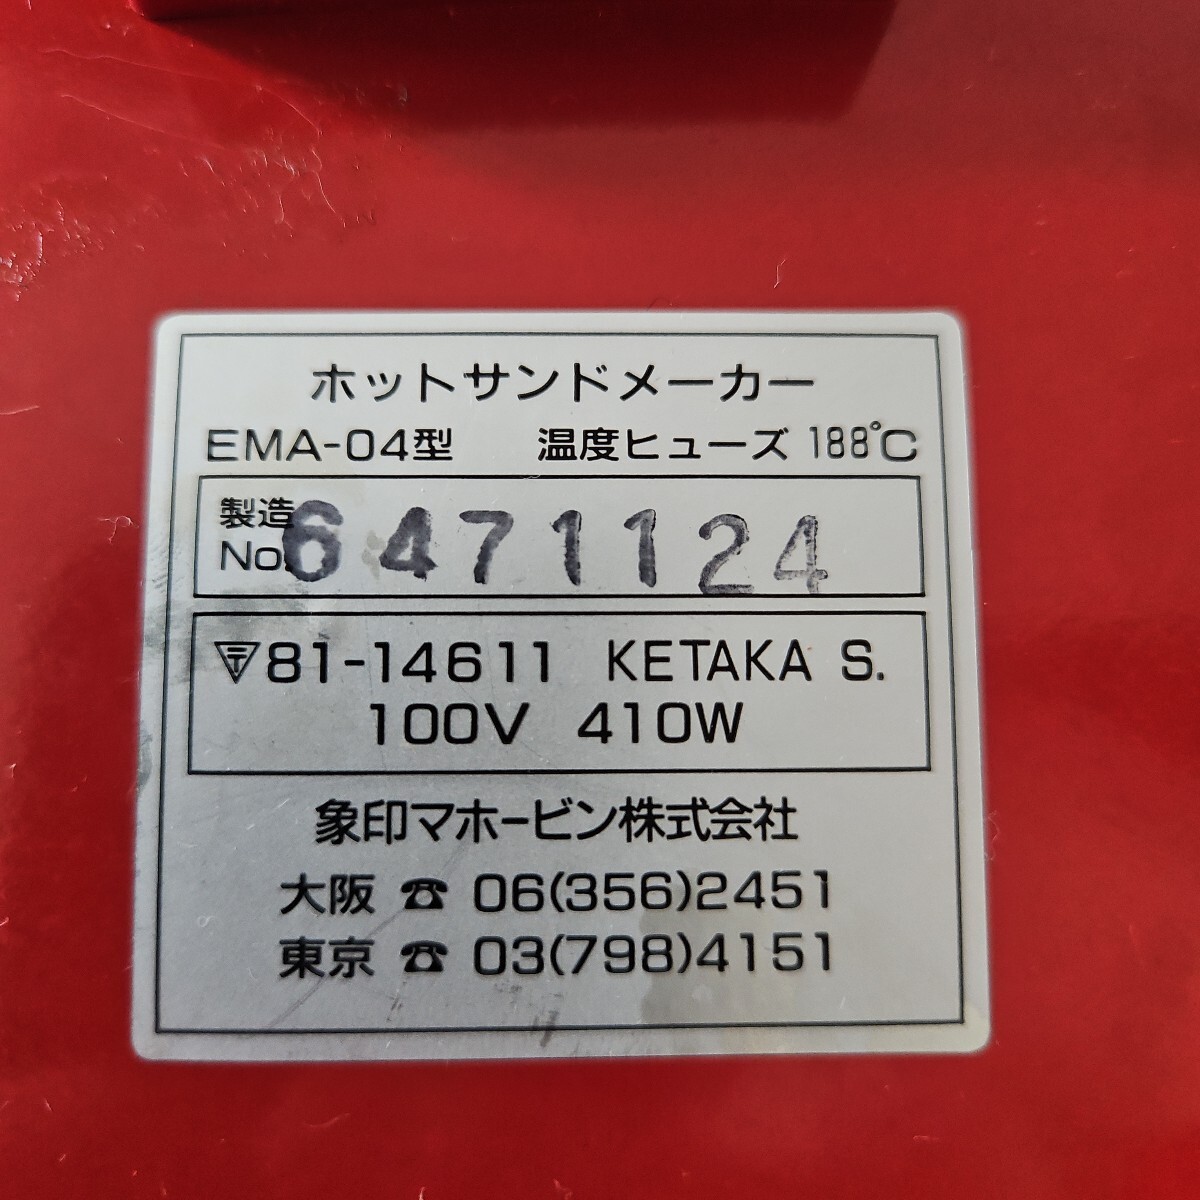 ホットサンドメーカー
EMA-04型 温度ヒューズ 188℃
製造
No. 6471124
〒81-14611 KETAKA S.
100V 410W
象印マホービン株式会社
大阪 ☎ 06(356)2451
東京 ☎ 03(798)4151